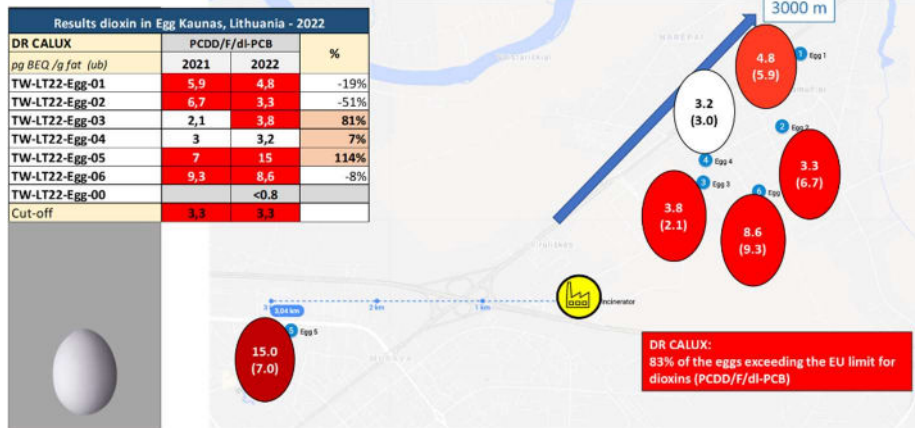 Results dioxin in Egg Kaunas, Lithuania - 2022
DR CALUX PCDD/F/dl-PCB %
pg BEQ /g fat (ub) 2021 2022
TW-LT22-Egg-01 5,9 4,8 -19%
TW-LT22-Egg-02 6,7 3,3 -51%
TW-LT22-Egg-03 2,1 3,8 81%
TW-LT22-Egg-04 3 3,2 7%
TW-LT22-Egg-05 7 15 114%
TW-LT22-Egg-06 9,3 8,6 -8%
TW-LT22-Egg-00 <0.8
Cut-off 3,3 3,3
3000 m
4.8
(5.9)
1 Egg 1
3.2
(3.0)
2 Egg 2
4 Egg 4
3.3
(6.7)
3 Egg 3
6 Egg
3.8
(2.1)
8.6
(9.3)
Incinerator
3,04 km
2 km
1 km
5 Egg 5
15.0
(7.0)
DR CALUX:
83% of the eggs exceeding the EU limit for
dioxins (PCDD/F/dl-PCB)